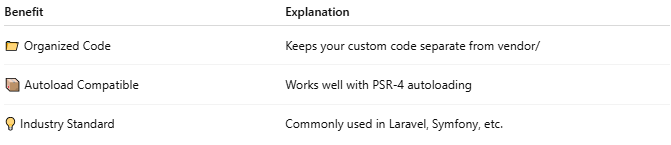 Benefit Explanation
Organized Code Keeps your custom code separate from vendor/
Autoload Compatible Works well with PSR-4 autoloading
Industry Standard Commonly used in Laravel, Symfony, etc.